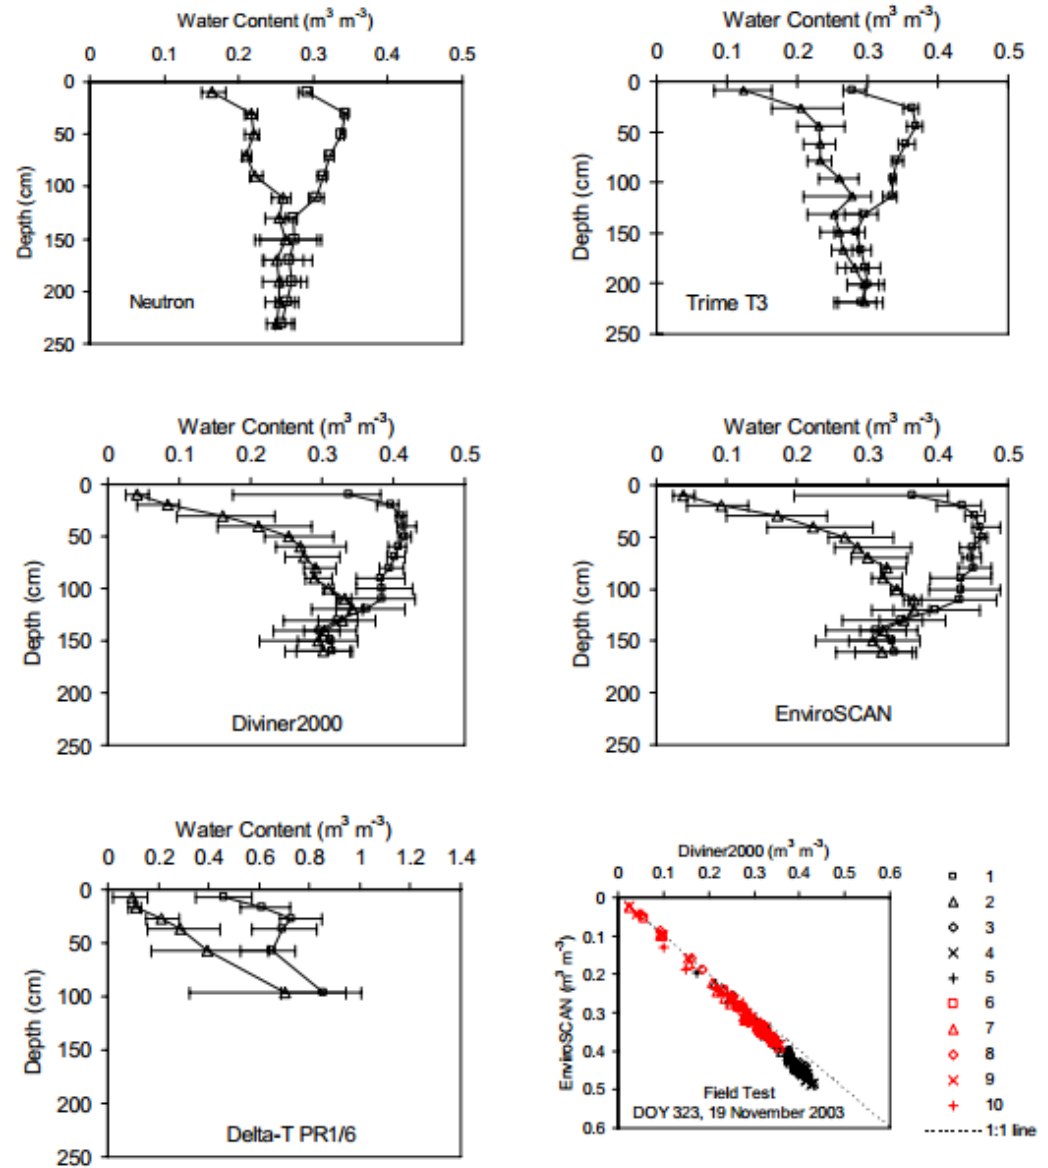 Water Content (m³ m⁻³)
0 0.1 0.2 0.3 0.4 0.5
0
50
100
150
200
250
Depth (cm)
Neutron
Water Content (m³ m⁻³)
0 0.1 0.2 0.3 0.4 0.5
0
50
100
150
200
250
Depth (cm)
Trime T3
Water Content (m³ m⁻³)
0 0.1 0.2 0.3 0.4 0.5
0
50
100
150
200
250
Depth (cm)
Diviner2000
Water Content (m³ m⁻³)
0 0.1 0.2 0.3 0.4 0.5
0
50
100
150
200
250
Depth (cm)
EnviroSCAN
Water Content (m³ m⁻³)
0 0.2 0.4 0.6 0.8 1 1.2 1.4
0
50
100
150
200
250
Depth (cm)
Delta-T PR1/6
Diviner2000 (m³ m⁻³)
0 0.1 0.2 0.3 0.4 0.5 0.6
0
0.1
0.2
0.3
0.4
0.5
0.6
EnviroSCAN (m³ m⁻³)
Field Test
DOY 323, 19 November 2003
1
2
3
4
5
6
7
8
9
10
1:1 line